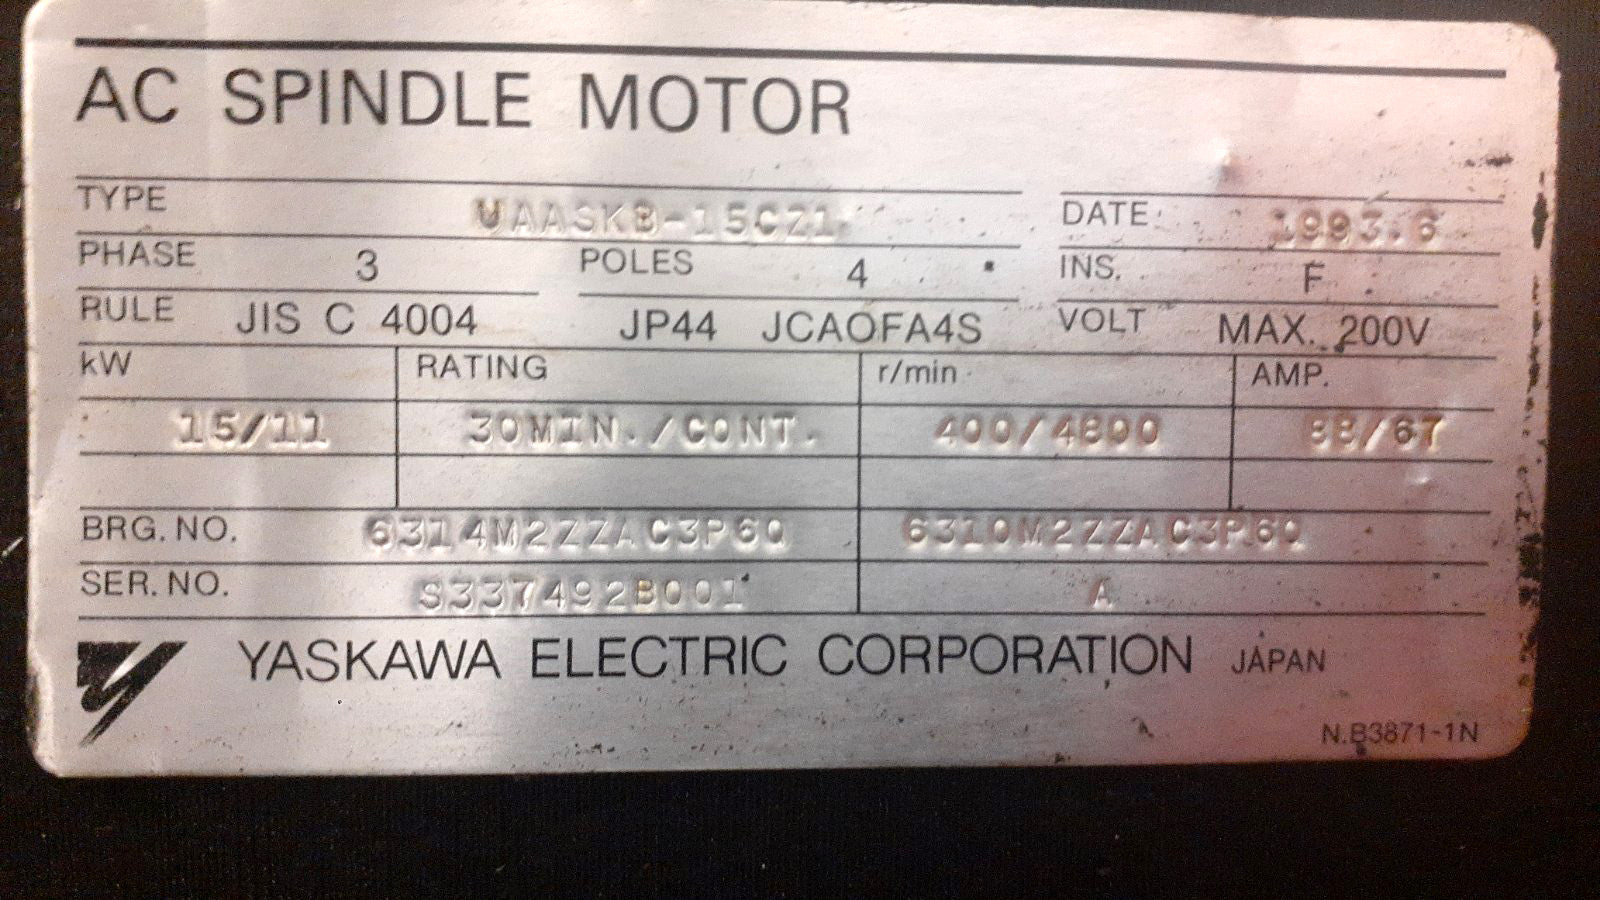 AC SPINDLE MOTOR
TYPE UAASKB-15CZ1 DATE 1993.6
PHASE 3 POLES 4 INS. F
RULE JIS C 4004 JP44 JCAOFA4S VOLT MAX. 200V
kW RATING r/min AMP.
15/11 30MIN./CONT. 400/4800 88/67
BRG. NO. 6314M2ZZAC3P6Q 6310M2ZZAC3P6Q
SER. NO. S337492B001 A
YASKAWA ELECTRIC CORPORATION JAPAN
N.B3871-1N